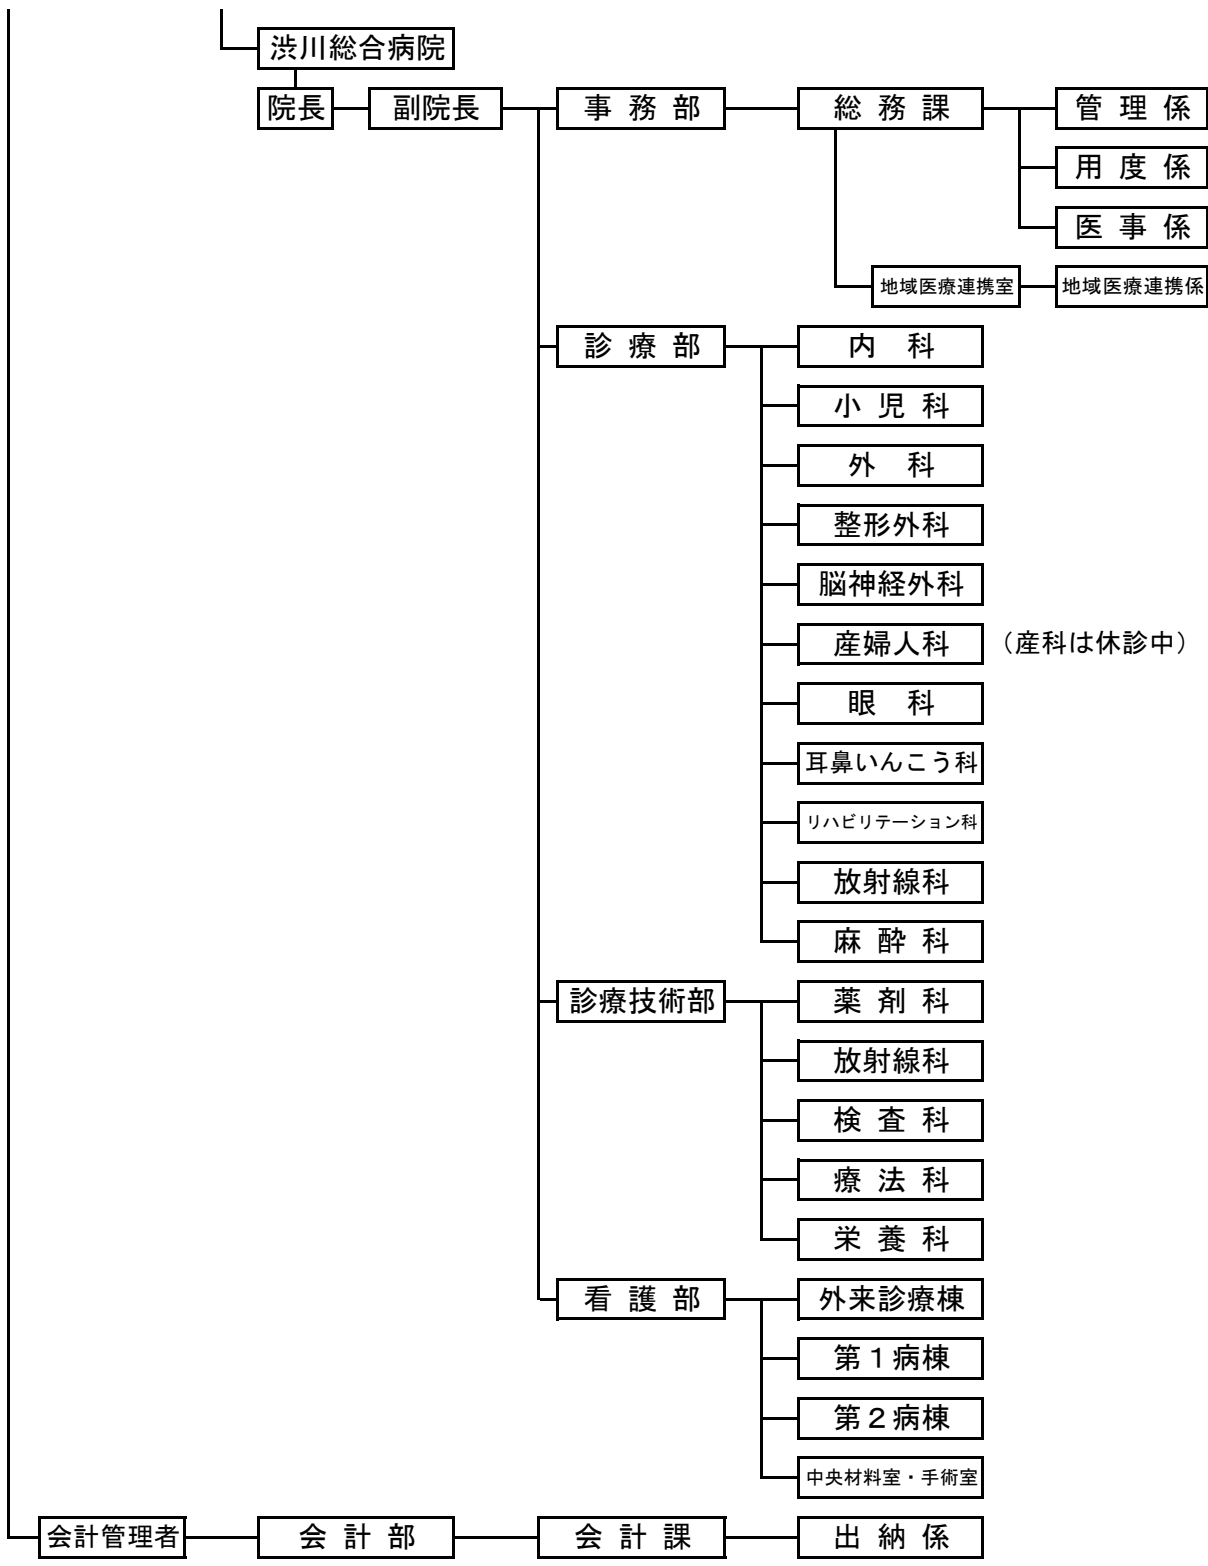 渋川総合病院
院長 副院長 事務部 総務課 管理係
用度係
医事係
地域医療連携室 地域医療連携係
診療部 内科
小児科
外科
整形外科
脳神経外科
産婦人科 （産科は休診中）
眼科
耳鼻いんこう科
リハビリテーション科
放射線科
麻酔科
診療技術部 薬剤科
放射線科
検査科
療法科
栄養科
看護部 外来診療棟
第１病棟
第２病棟
中央材料室・手術室
会計管理者 会計部 会計課 出納係